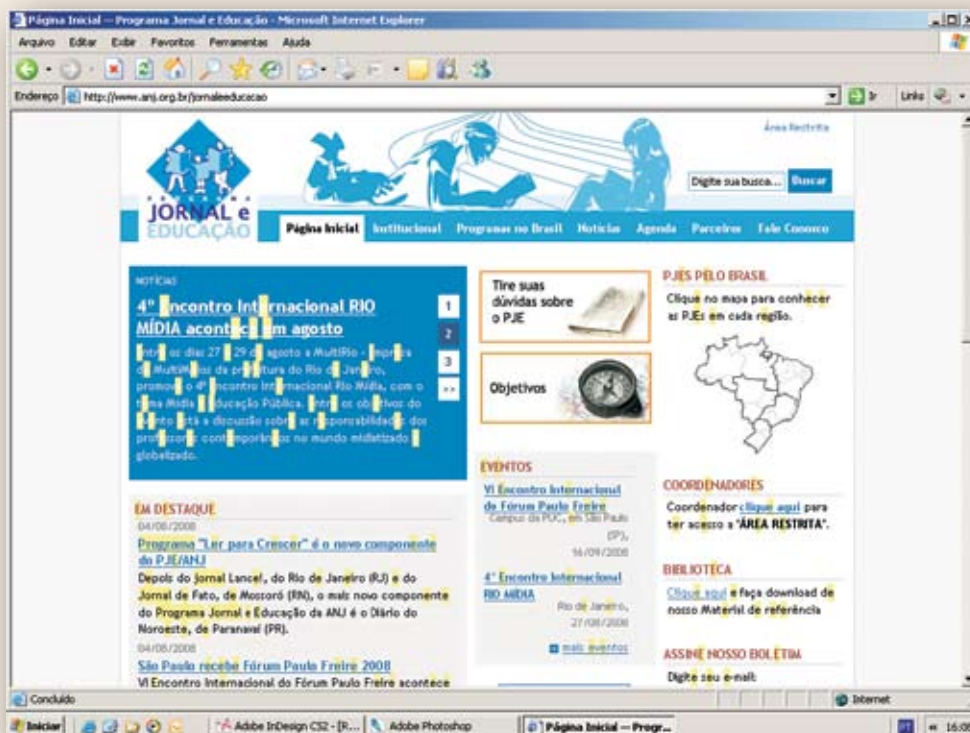 Página Inicial — Programa Jornal e Educação - Microsoft Internet Explorer
Arquivo Editar Exibir Favoritos Ferramentas Ajuda
Endereço http://www.anj.org.br/jornaleeducacao Ir Links
Área Restrita
Digite sua busca... Buscar
PROGRAMA
JORNAL e
EDUCAÇÃO
Página Inicial Institucional Programas no Brasil Notícias Agenda Parceiros Fale Conosco
NOTÍCIAS
4º Encontro Internacional RIO
MÍDIA acontece em agosto
Entre os dias 27 e 29 de agosto a MultiRio - Empresa
de MultiMeios da prefeitura do Rio de Janeiro,
promove o 4º Encontro Internacional Rio Mídia, com o
tema Mídia e Educação Pública. Entre os objetivos do
evento está a discussão sobre as responsabilidades dos
professores contemporâneos no mundo midiatizado e
globalizado.
1
2
3
>>
Tire suas
dúvidas sobre
o PJE
Objetivos
PJES PELO BRASIL
Clique no mapa para conhecer
as PJEs em cada região.
EM DESTAQUE
04/08/2008
Programa "Ler para Crescer" é o novo componente
do PJE/ANJ
Depois do jornal Lance!, do Rio de Janeiro (RJ) e do
Jornal de Fato, de Mossoró (RN), o mais novo componente
do Programa Jornal e Educação da ANJ é o Diário do
Noroeste, de Paranavaí (PR).
04/08/2008
São Paulo recebe Fórum Paulo Freire 2008
VI Encontro Internacional do Fórum Paulo Freire acontece
EVENTOS
VI Encontro Internacional
do Fórum Paulo Freire
Campus da PUC, em São Paulo
(SP),
16/09/2008
4º Encontro Internacional
RIO MÍDIA
Rio de Janeiro,
27/08/2008
mais eventos
COORDENADORES
Coordenador clique aqui para
ter acesso a "ÁREA RESTRITA".
BIBLIOTECA
Clique aqui e faça download de
nosso Material de referência
ASSINE NOSSO BOLETIM
Digite seu e-mail:
Concluído Internet
Iniciar Adobe InDesign CS2 - [R... Adobe Photoshop Página Inicial — Progr... PT 16:06